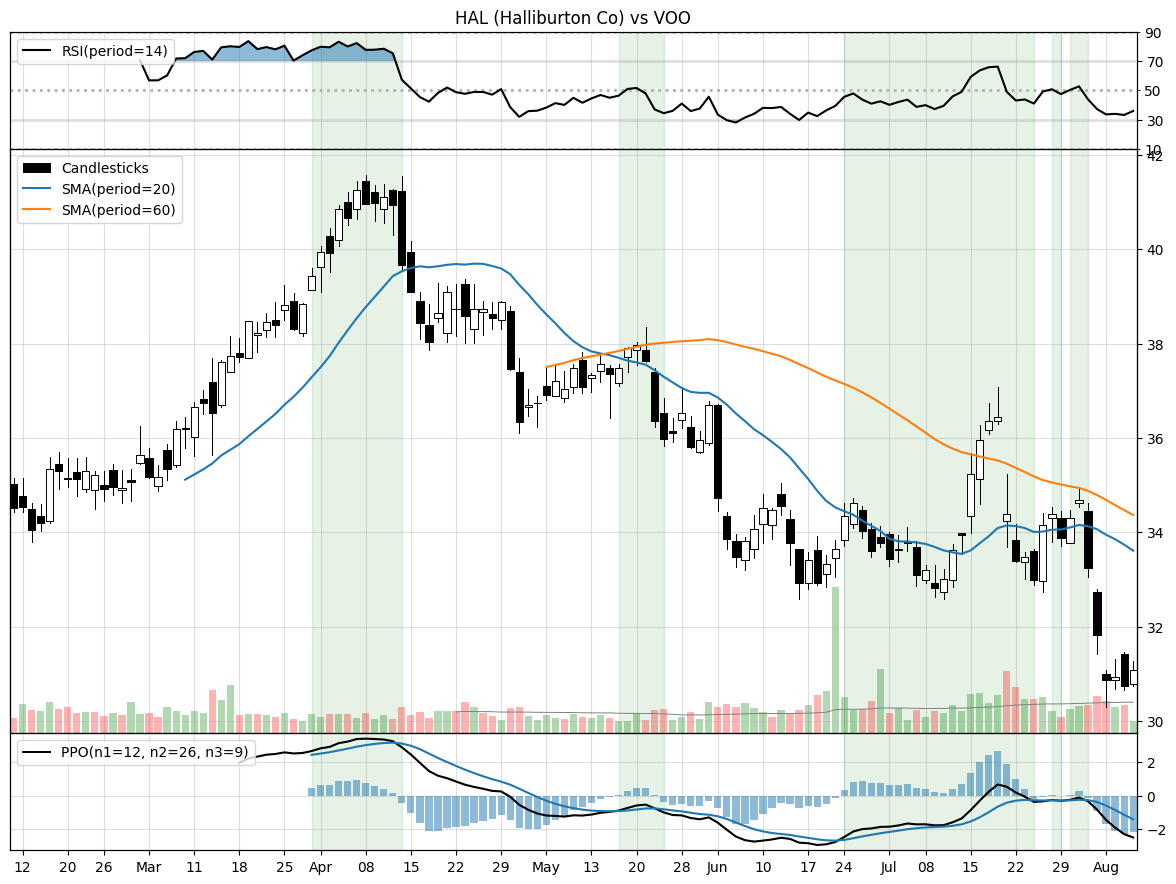 HAL (Halliburton Co) vs VOO
RSI(period=14)
90
70
50
30
10
Candlesticks
SMA(period=20)
SMA(period=60)
42
40
38
36
34
32
30
PPO(n1=12, n2=26, n3=9)
2
0
−2
12 20 26 Mar 11 18 25 Apr 08 15 22 May 13 20 28 Jun 10 17 24 Jul 08 15 22 29 Aug